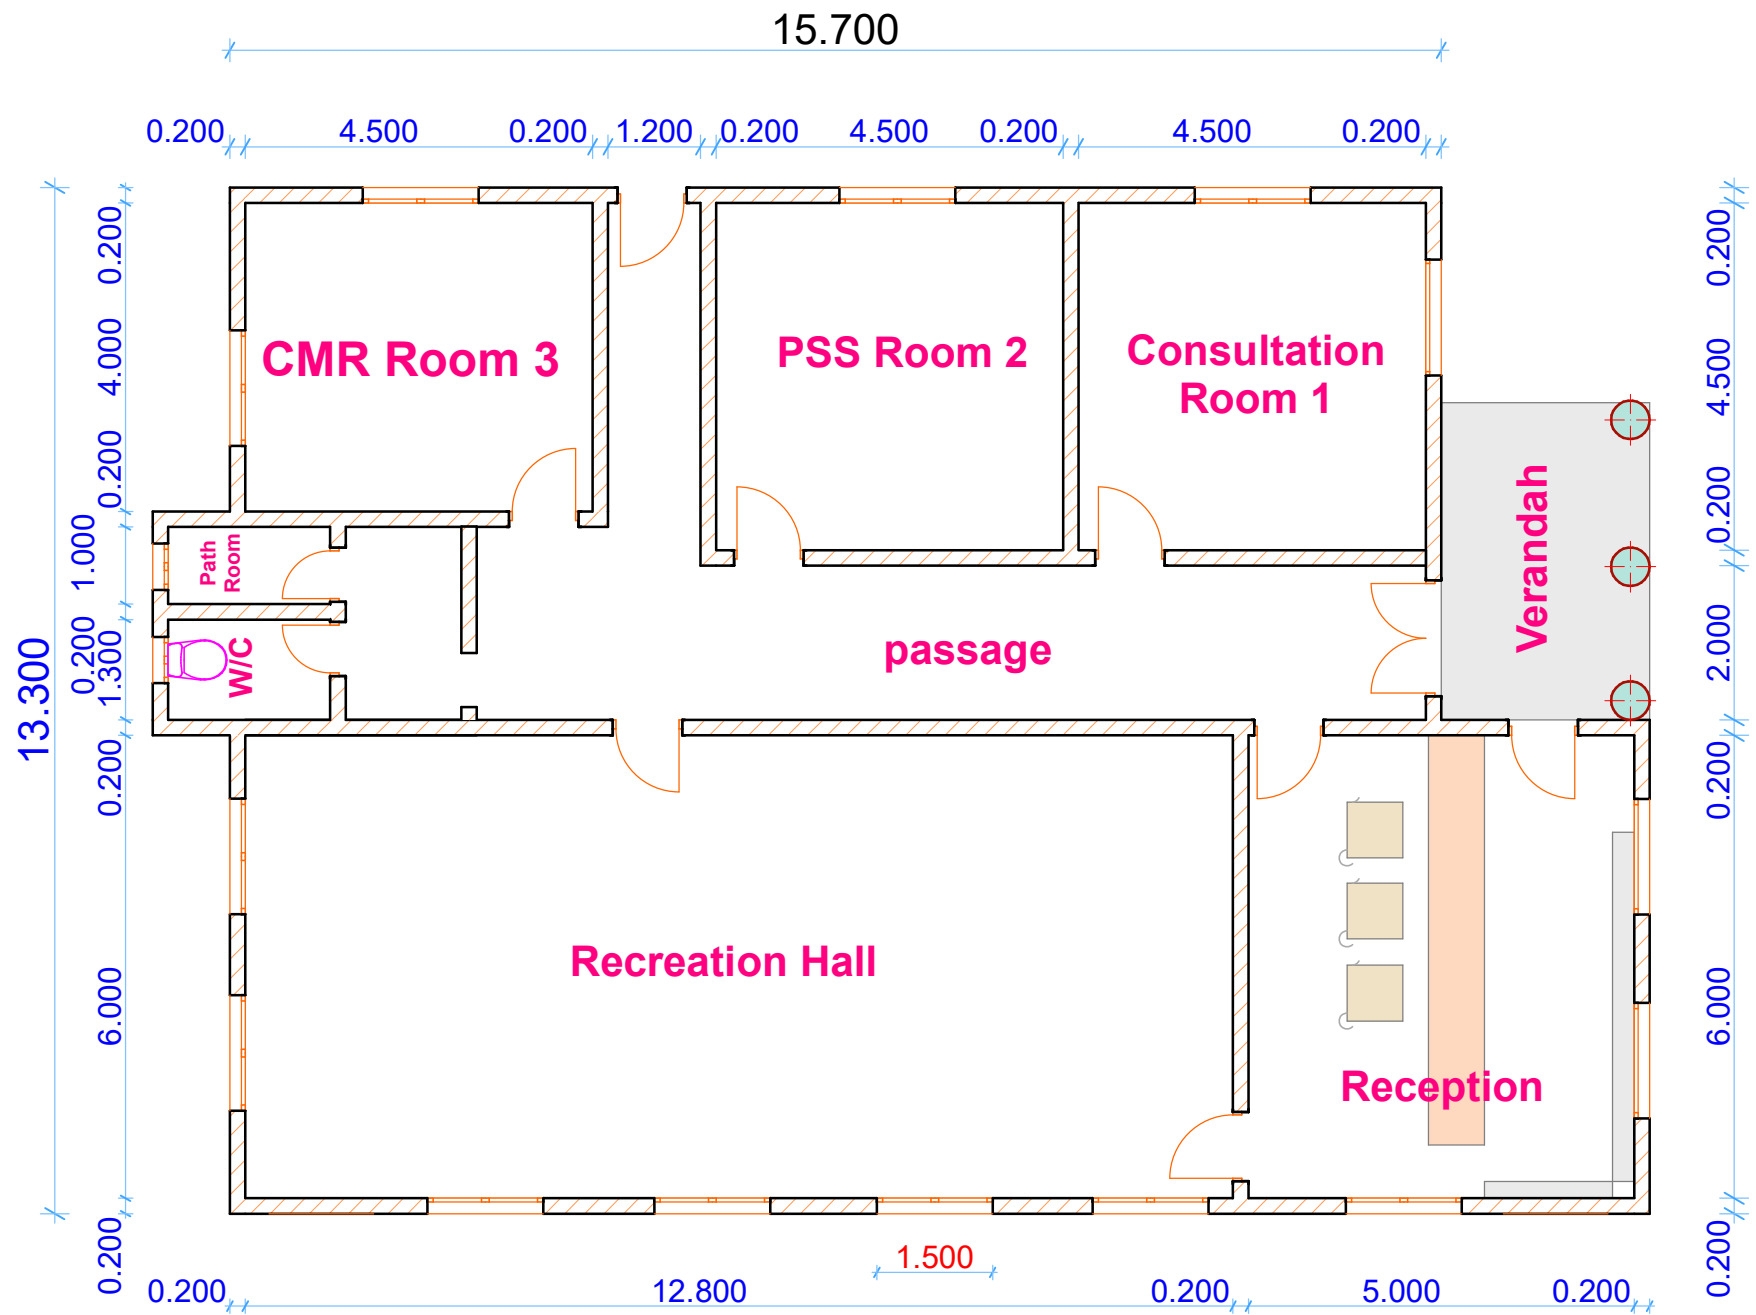 15.700
0.200 4.500 0.200 1.200 0.200 4.500 0.200 4.500 0.200
0.200
4.000
0.200
1.000
0.200
1.300
0.200
6.000
0.200
13.300
CMR Room 3
PSS Room 2
Consultation
Room 1
Verandah
Path
Room
W/C
passage
Recreation Hall
Reception
0.200
4.500
0.200
2.000
0.200
6.000
0.200
1.500
0.200 12.800 0.200 5.000 0.200